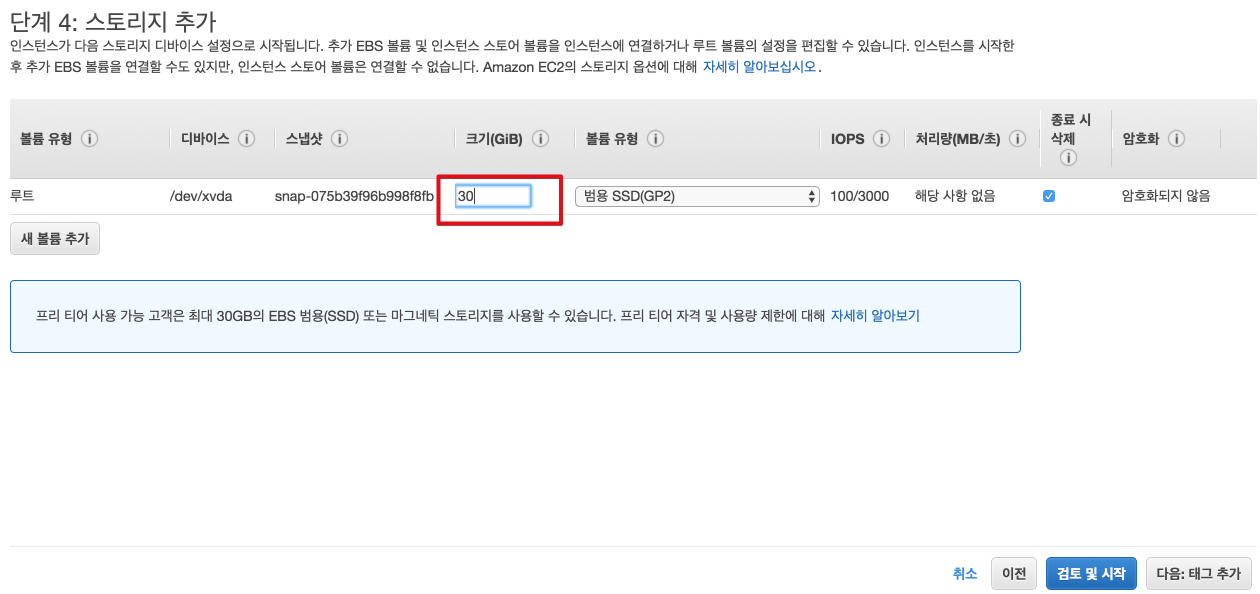 단계 4: 스토리지 추가
인스턴스가 다음 스토리지 디바이스 설정으로 시작됩니다. 추가 EBS 볼륨 및 인스턴스 스토어 볼륨을 인스턴스에 연결하거나 루트 볼륨의 설정을 편집할 수 있습니다. 인스턴스를 시작한
후 추가 EBS 볼륨을 연결할 수도 있지만, 인스턴스 스토어 볼륨은 연결할 수 없습니다. Amazon EC2의 스토리지 옵션에 대해 자세히 알아보십시오.
볼륨 유형 디바이스 스냅샷 크기(GiB) 볼륨 유형 IOPS 처리량(MB/초) 종료 시 삭제 암호화
루트 /dev/xvda snap-075b39f96b998f8fb 30 범용 SSD(GP2) 100/3000 해당 사항 없음 암호화되지 않음
새 볼륨 추가
프리 티어 사용 가능 고객은 최대 30GB의 EBS 범용(SSD) 또는 마그네틱 스토리지를 사용할 수 있습니다. 프리 티어 자격 및 사용량 제한에 대해 자세히 알아보기
취소 이전 검토 및 시작 다음: 태그 추가